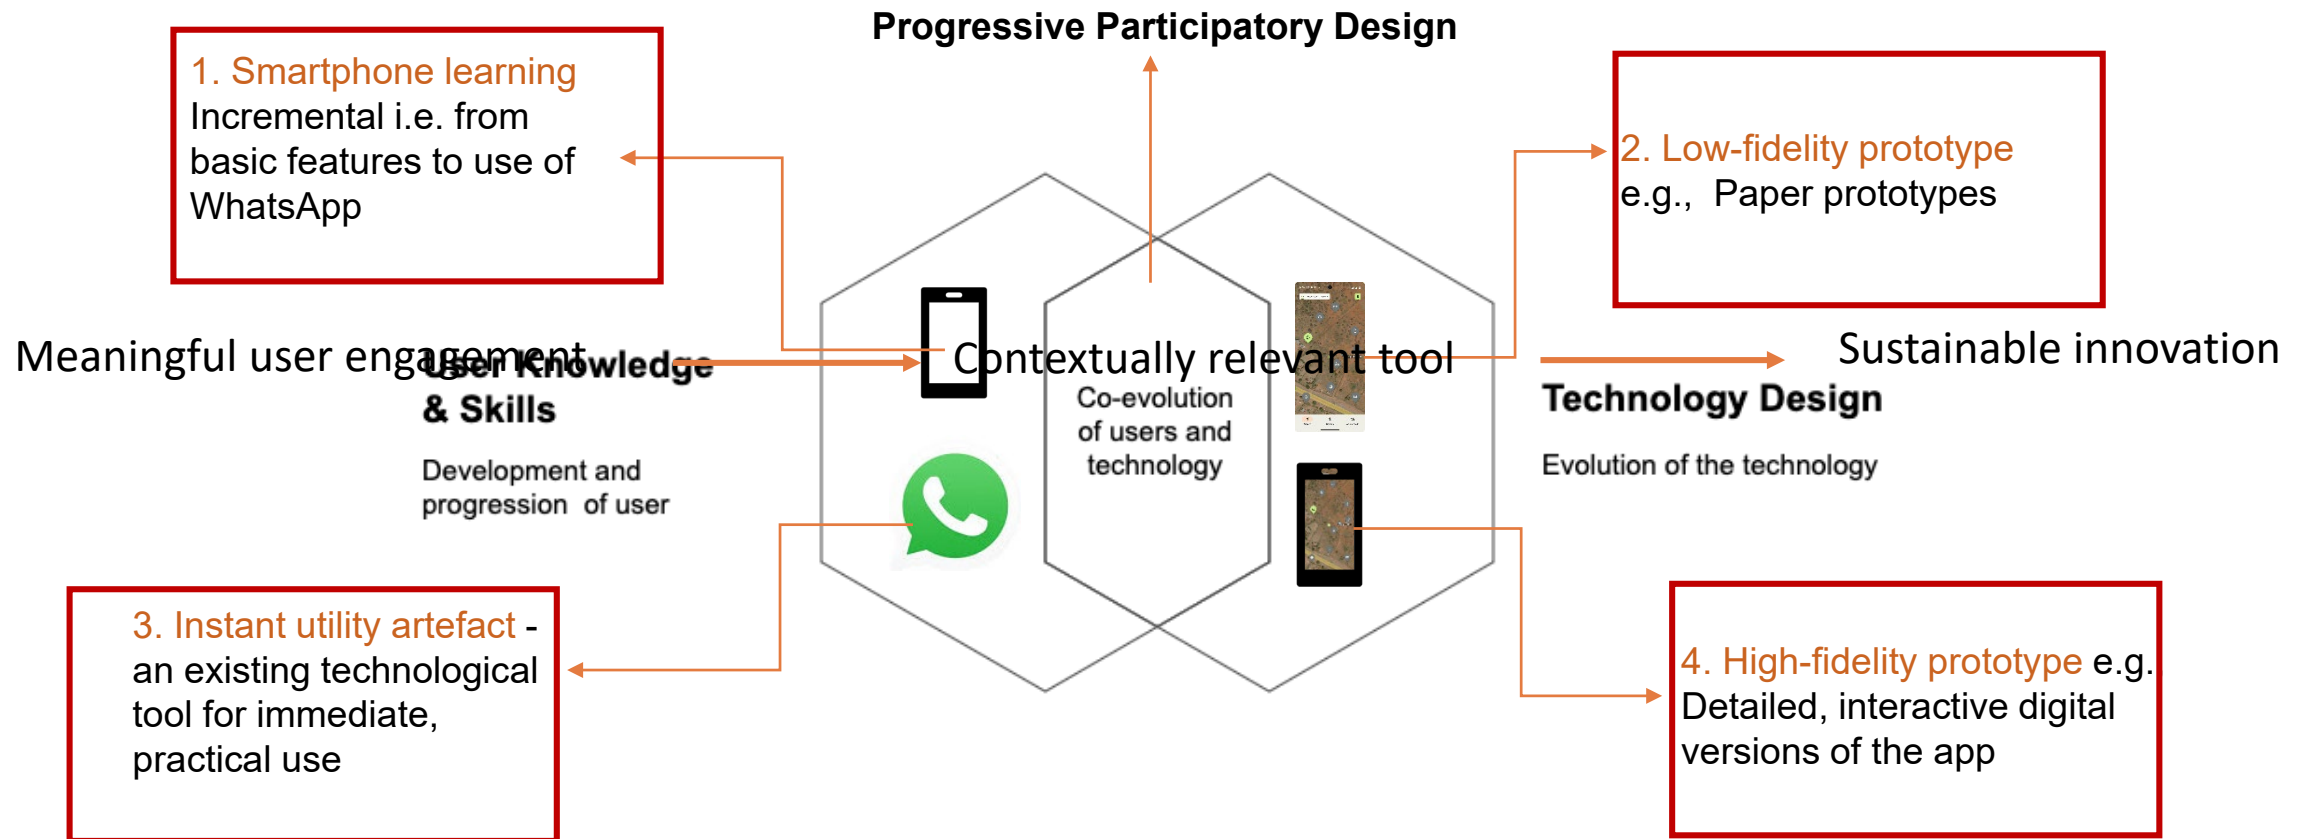 Progressive Participatory Design
1. Smartphone learning
Incremental i.e. from
basic features to use of
WhatsApp
2. Low-fidelity prototype
e.g., Paper prototypes
Meaningful user engagement
User Knowledge
& Skills
Development and
progression of user
Contextually relevant tool
Co-evolution
of users and
technology
Sustainable innovation
Technology Design
Evolution of the technology
3. Instant utility artefact -
an existing technological
tool for immediate,
practical use
4. High-fidelity prototype e.g.
Detailed, interactive digital
versions of the app